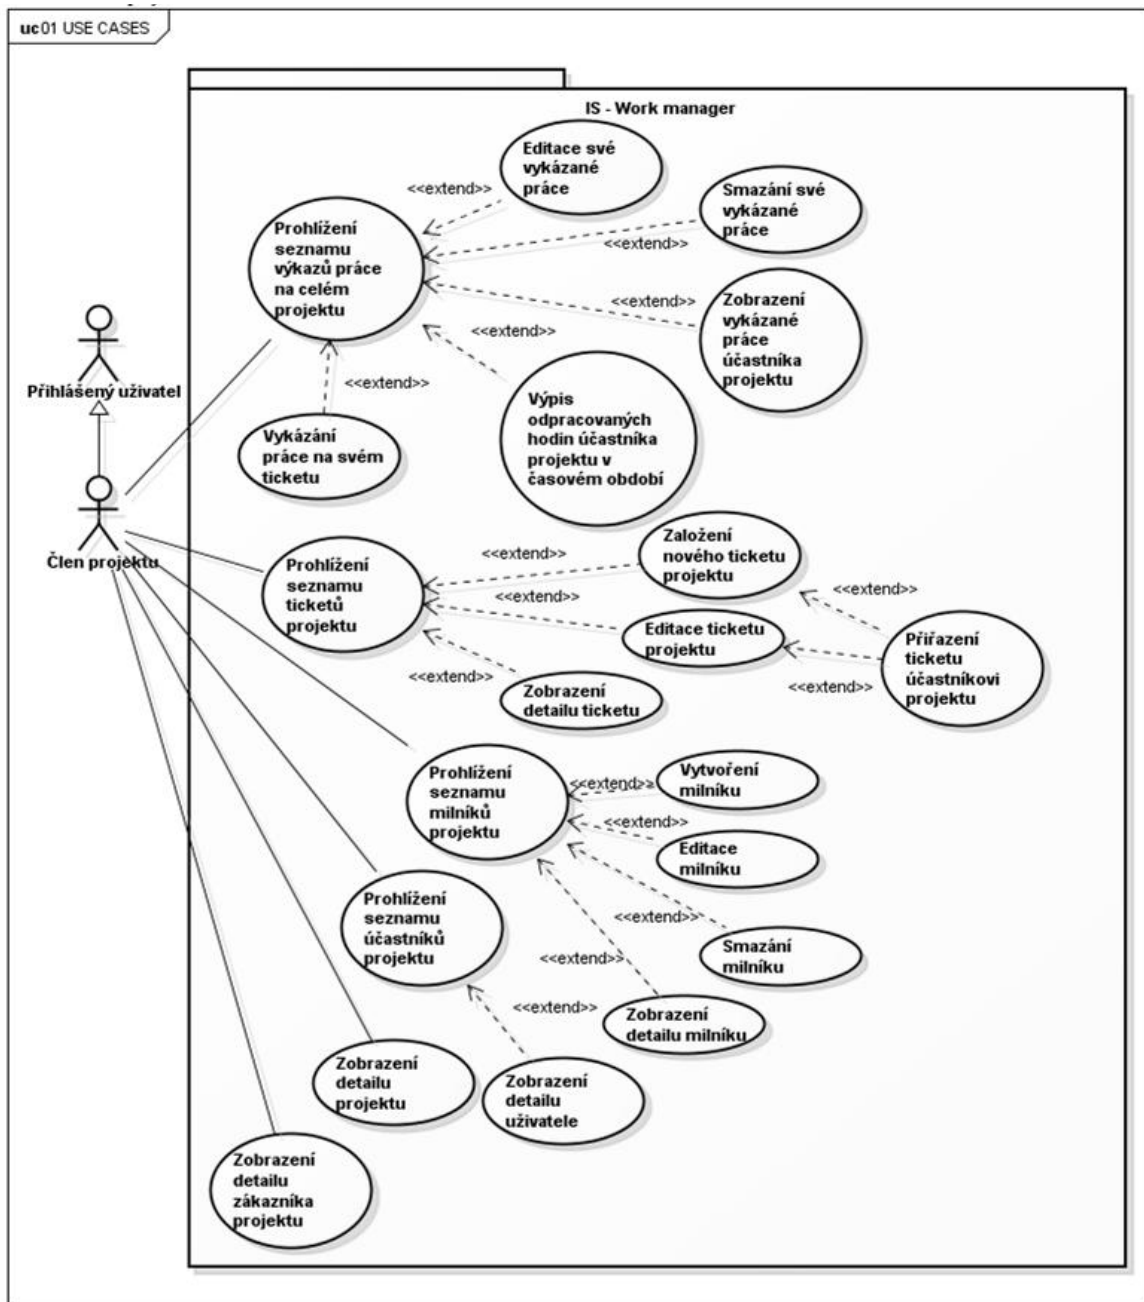 uc 01 USE CASES
IS - Work manager
Editace své
vykázané
práce
<<extend>>
Smazání své
vykázané
práce
<<extend>>
Prohlížení
seznamu
výkazů práce
na celém
projektu
<<extend>>
Zobrazení
vykázané
práce
účastníka
projektu
<<extend>>
Přihlášený uživatel
<<extend>>
Výpis
odpracovaných
hodin účastníka
projektu v
časovém období
Vykázání
práce na svém
ticketu
Člen projektu
Prohlížení
seznamu
ticketů
projektu
<<extend>>
Založení
nového ticketu
projektu
<<extend>>
<<extend>>
Editace ticketu
projektu
Přiřazení
ticketu
účastníkovi
projektu
<<extend>>
<<extend>>
Zobrazení
detailu ticketu
Prohlížení
seznamu
milníků
projektu
<<extend>>
Vytvoření
milníku
<<extend>>
Editace
milníku
Prohlížení
seznamu
účastníků
projektu
<<extend>>
Smazání
milníku
<<extend>>
<<extend>>
Zobrazení
detailu milníku
Zobrazení
detailu
projektu
Zobrazení
detailu
uživatele
Zobrazení
detailu
zákazníka
projektu